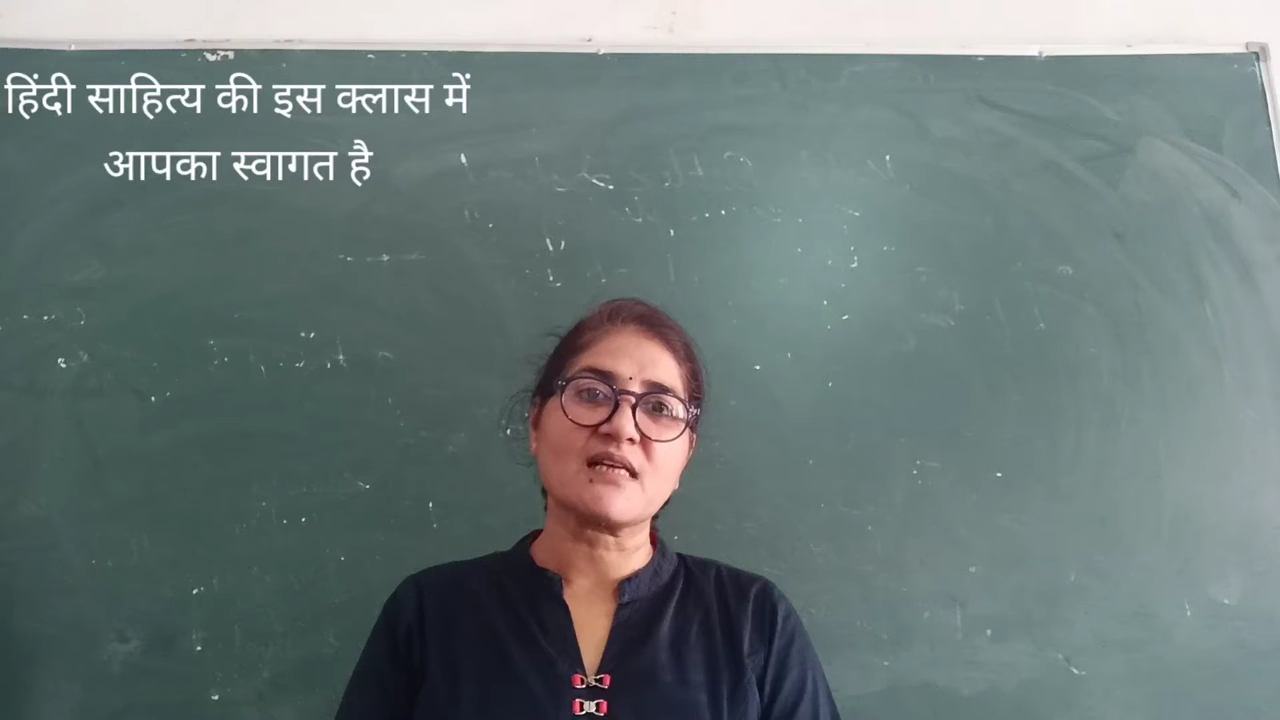 हिंदी साहित्य की इस क्लास में
आपका स्वागत है